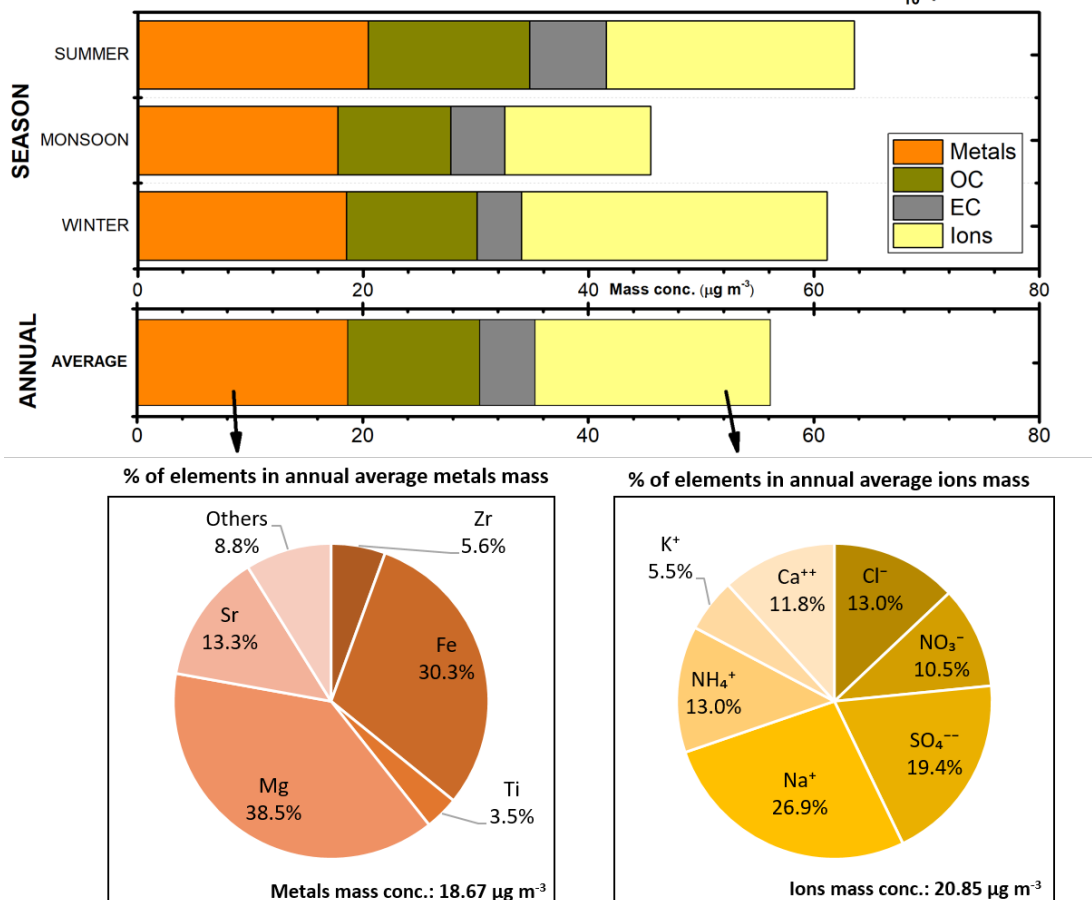 SEASON
SUMMER
MONSOON
WINTER
Metals
OC
EC
Ions
0 20 40 60 80
Mass conc. (μg m⁻³)
ANNUAL
AVERAGE
0 20 40 60 80
% of elements in annual average metals mass
Others
8.8%
Zr
5.6%
Sr
13.3%
Fe
30.3%
Mg
38.5%
Ti
3.5%
Metals mass conc.: 18.67 μg m⁻³
% of elements in annual average ions mass
K⁺
5.5%
Ca⁺⁺
11.8%
Cl⁻
13.0%
NO₃⁻
10.5%
NH₄⁺
13.0%
SO₄⁻⁻
19.4%
Na⁺
26.9%
Ions mass conc.: 20.85 μg m⁻³